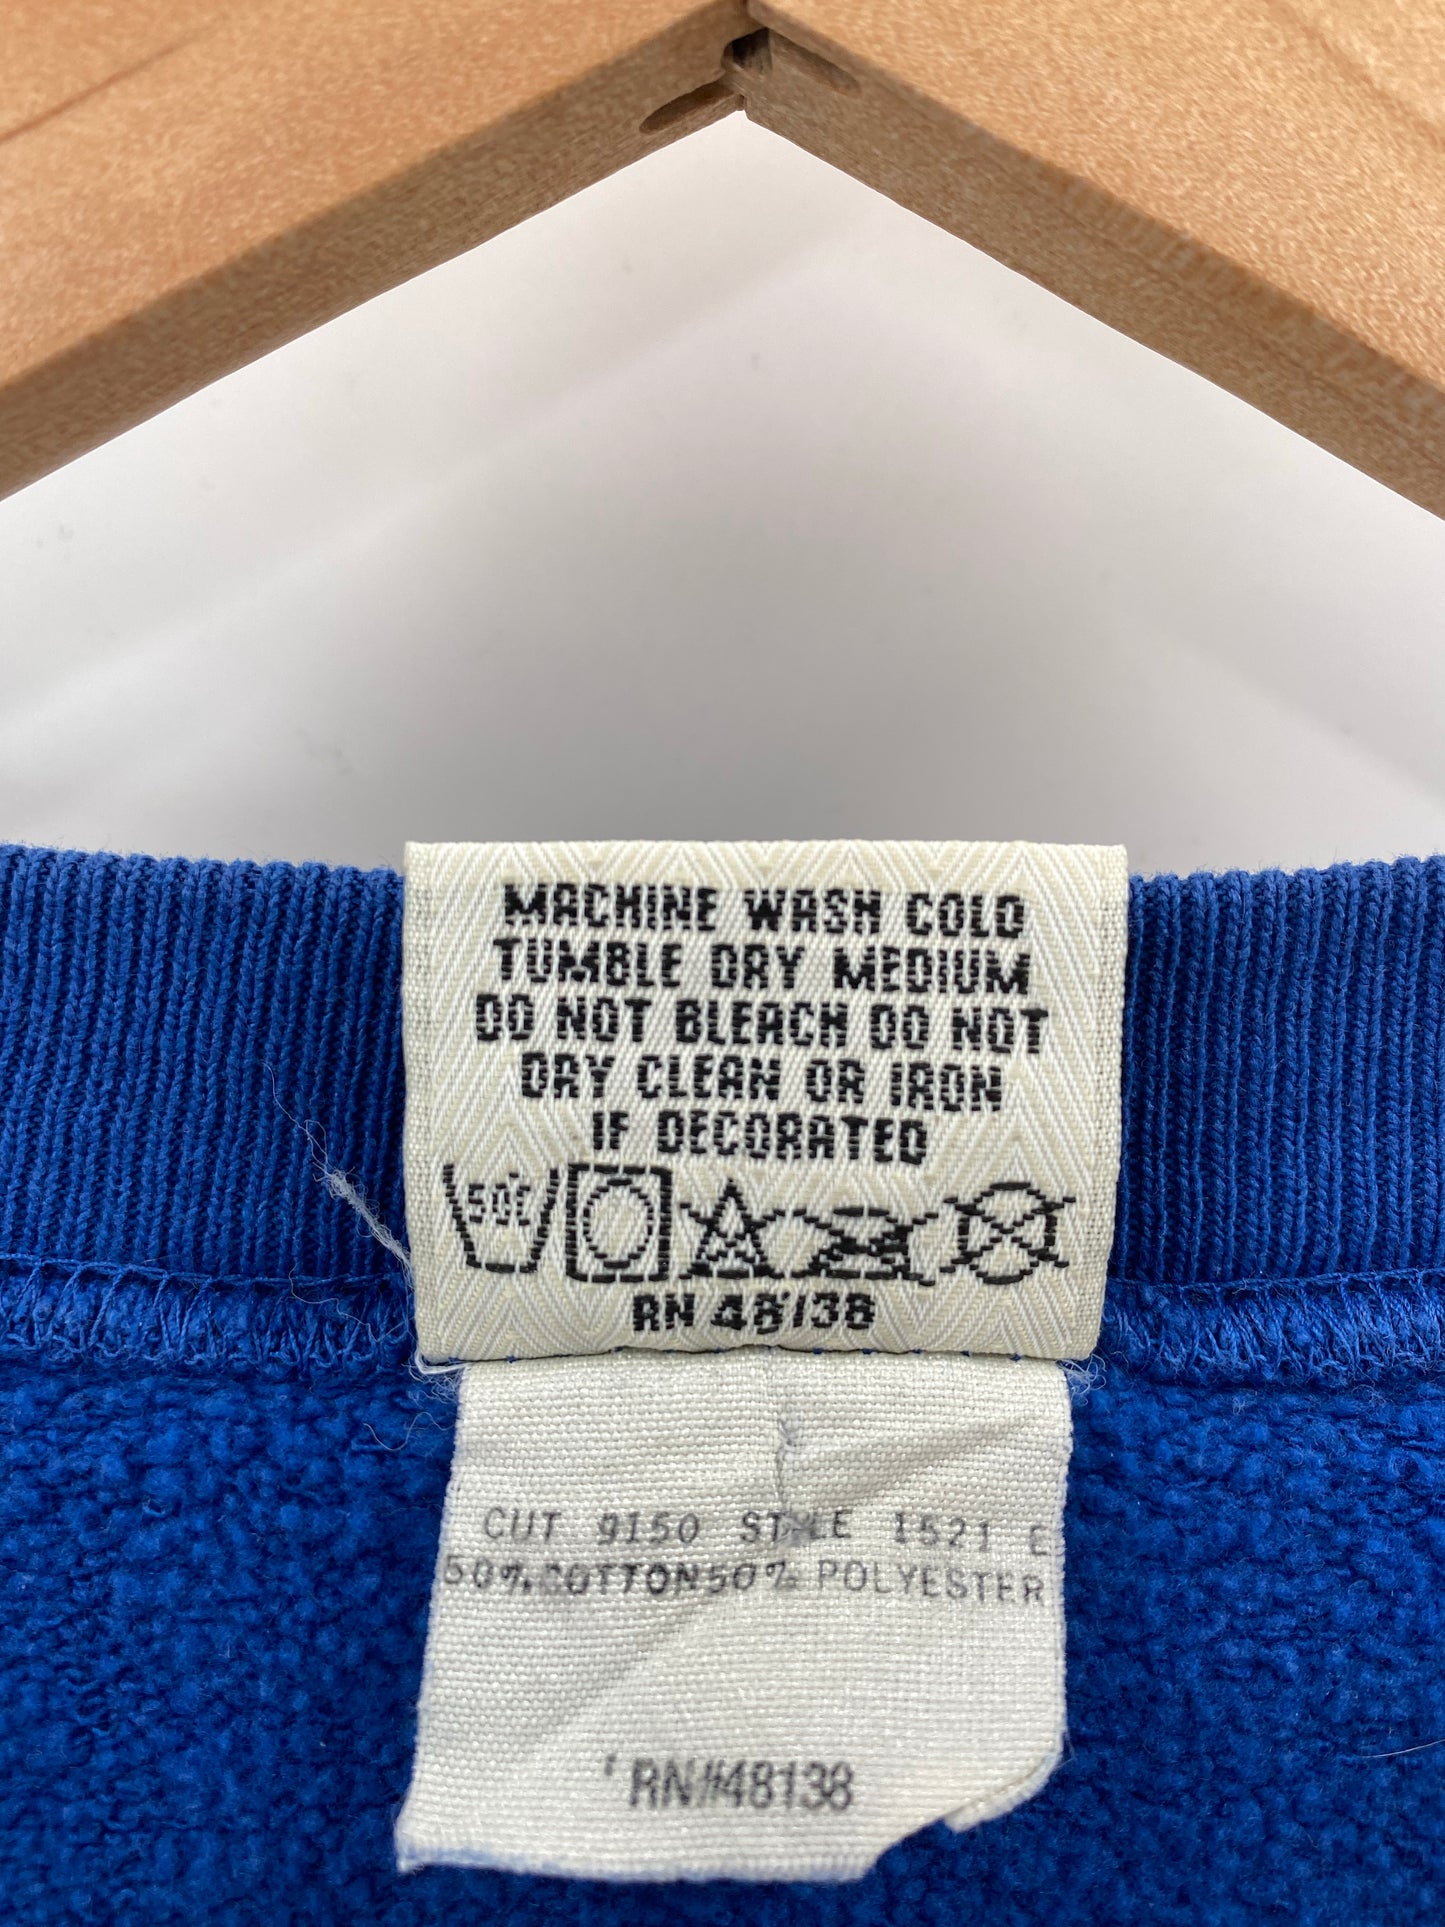 MACHINE WASH COLD
TUMBLE DRY MEDIUM
DO NOT BLEACH DO NOT
DRY CLEAN OR IRON
IF DECORATED
50°C
RN 48138
CUT 9150 STYLE 1521 E
50% COTTON 50% POLYESTER
RN#48138